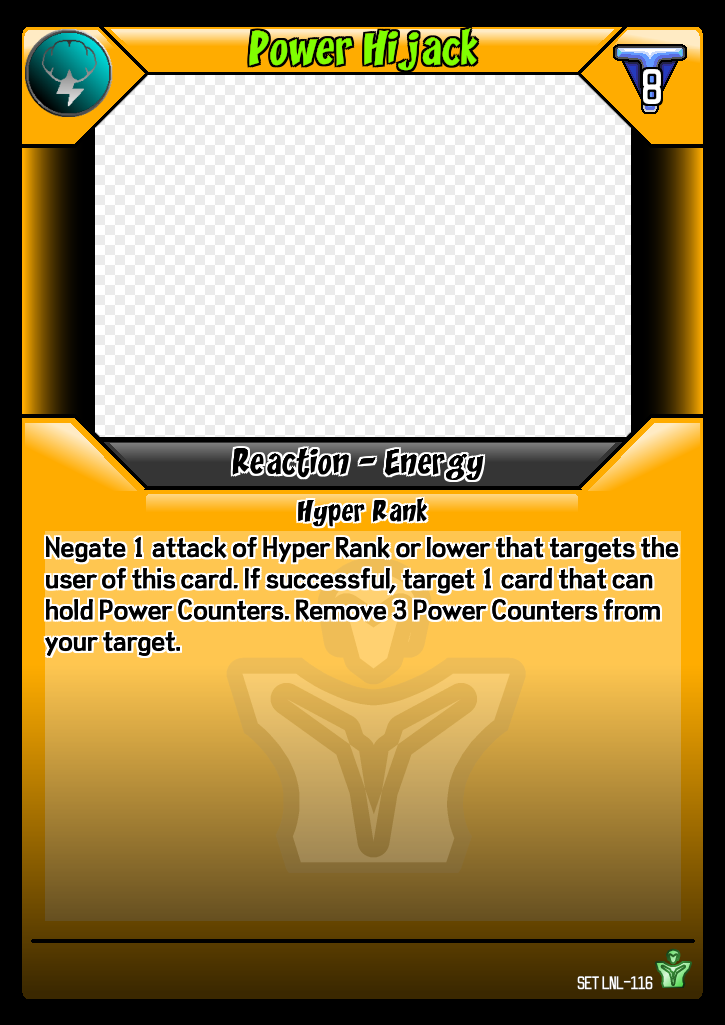 Power Hijack
8
Reaction - Energy
Hyper Rank
Negate 1 attack of Hyper Rank or lower that targets the
user of this card. If successful, target 1 card that can
hold Power Counters. Remove 3 Power Counters from
your target.
SET LNL-116